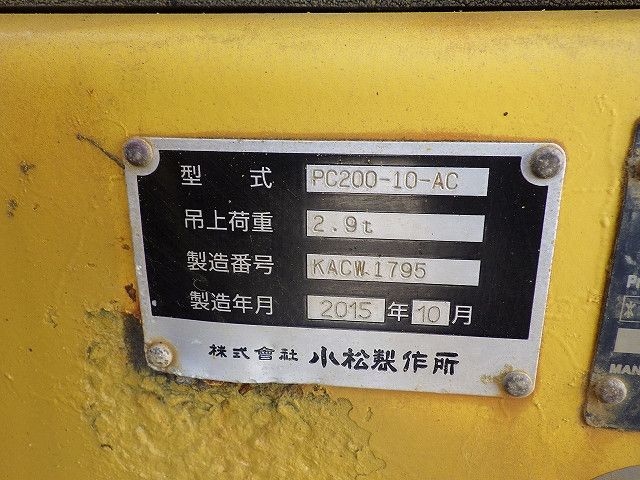 型式 PC200-10-AC
吊上荷重 2.9t
製造番号 KACW1795
製造年月 2015年10月
株式會社 小松製作所
MAN